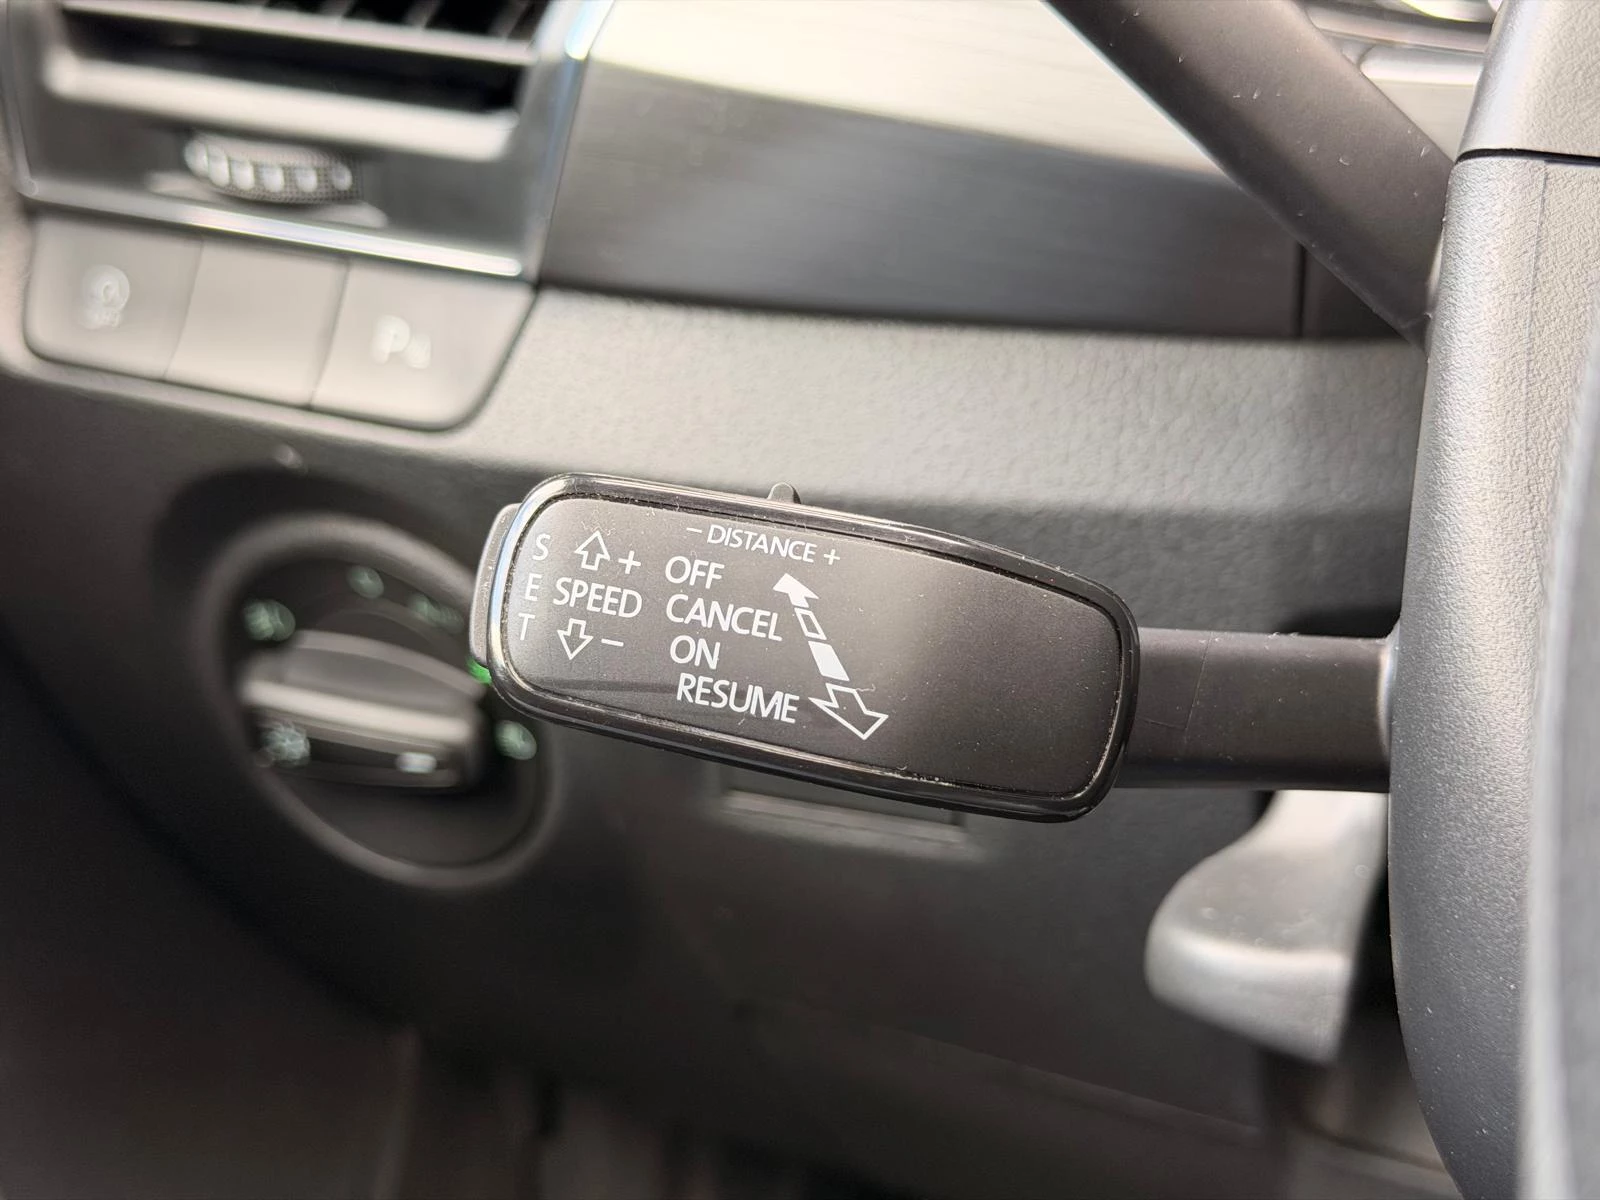 − DISTANCE +
S
E
T
+
SPEED
−
OFF
CANCEL
ON
RESUME
P